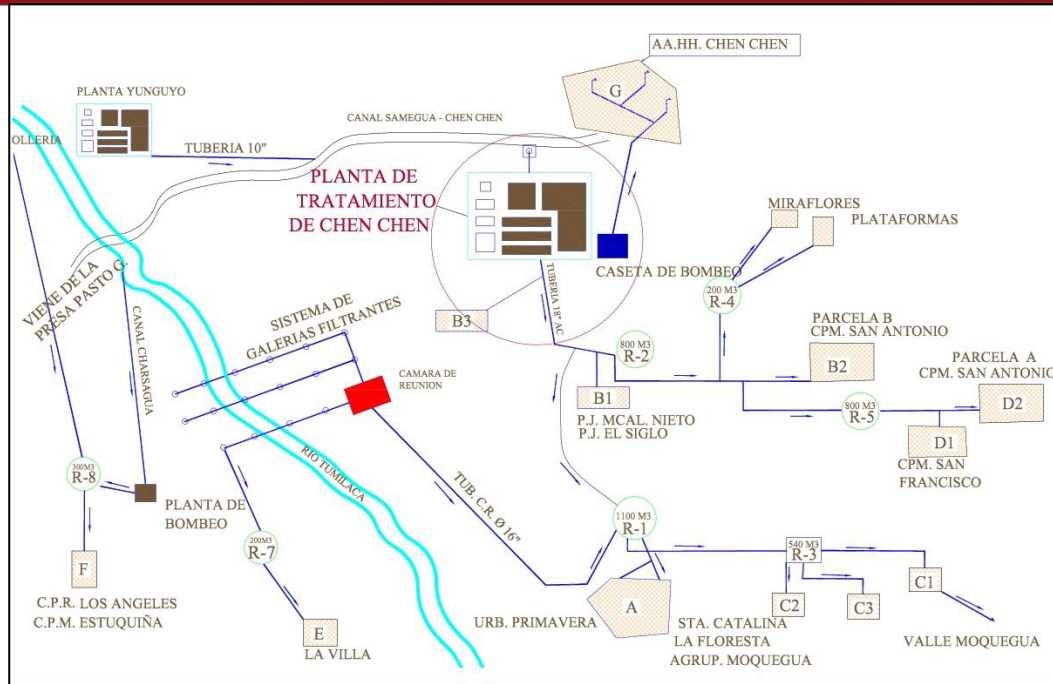 AA.HH. CHEN CHEN
G
PLANTA YUNGUYO
OLLERIA
CANAL SAMEGUA - CHEN CHEN
TUBERIA 10"
PLANTA DE
TRATAMIENTO
DE CHEN CHEN
MIRAFLORES
PLATAFORMAS
CASETA DE BOMBEO
TUBERIA 18" AC
200 M3
R-4
VIENE DE LA
PRESA PASTO G.
CANAL CHARSAGUA
SISTEMA DE
GALERIAS FILTRANTES
B3
800 M3
R-2
PARCELA B
CPM. SAN ANTONIO
B2
PARCELA A
CPM. SAN ANTONIO
D2
CAMARA DE
REUNION
B1
P.J. MCAL. NIETO
P.J. EL SIGLO
800 M3
R-5
D1
CPM. SAN
FRANCISCO
300M3
R-8
PLANTA DE
BOMBEO
RIO TUMILACA
TUB. C.R. Ø 16"
200M3
R-7
1100 M3
R-1
540 M3
R-3
F
C.P.R. LOS ANGELES
C.P.M. ESTUQUIÑA
E
LA VILLA
URB. PRIMAVERA
A
STA. CATALINA
LA FLORESTA
AGRUP. MOQUEGUA
C2
C3
C1
VALLE MOQUEGUA